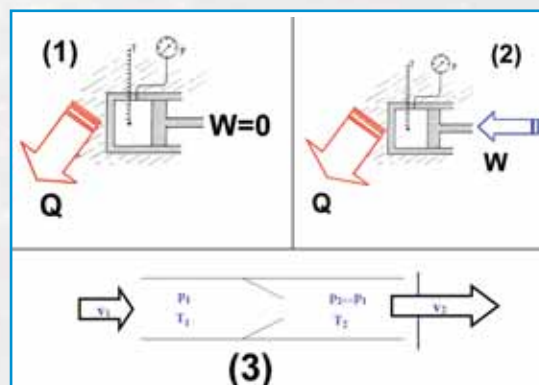 (1)
W=0
Q
(2)
W
Q
v₁
p₁
T₁
p₂...p₁
T₂
v₂
(3)